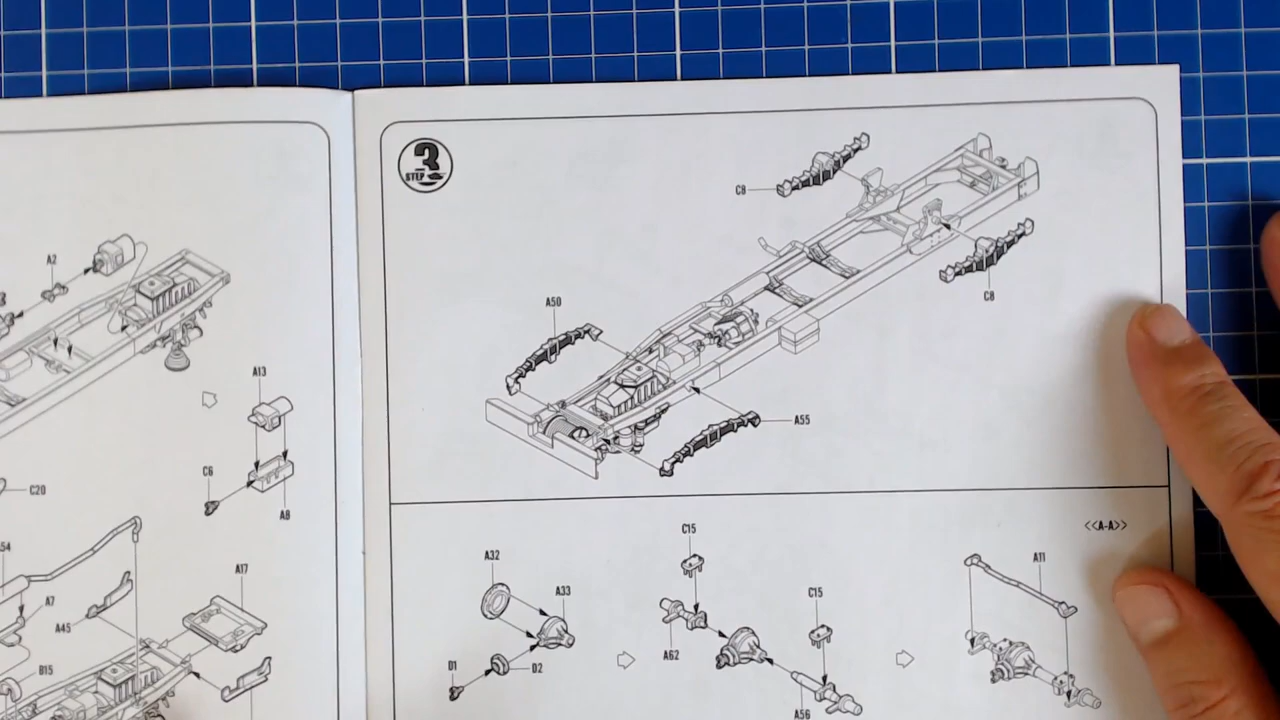 A2
A13
C6
A8
C20
54
A7
A45
A17
B15
3
STEP
C8
C8
A50
A55
<<A-A>>
A32
A33
D1
D2
C15
A62
C15
A56
A11